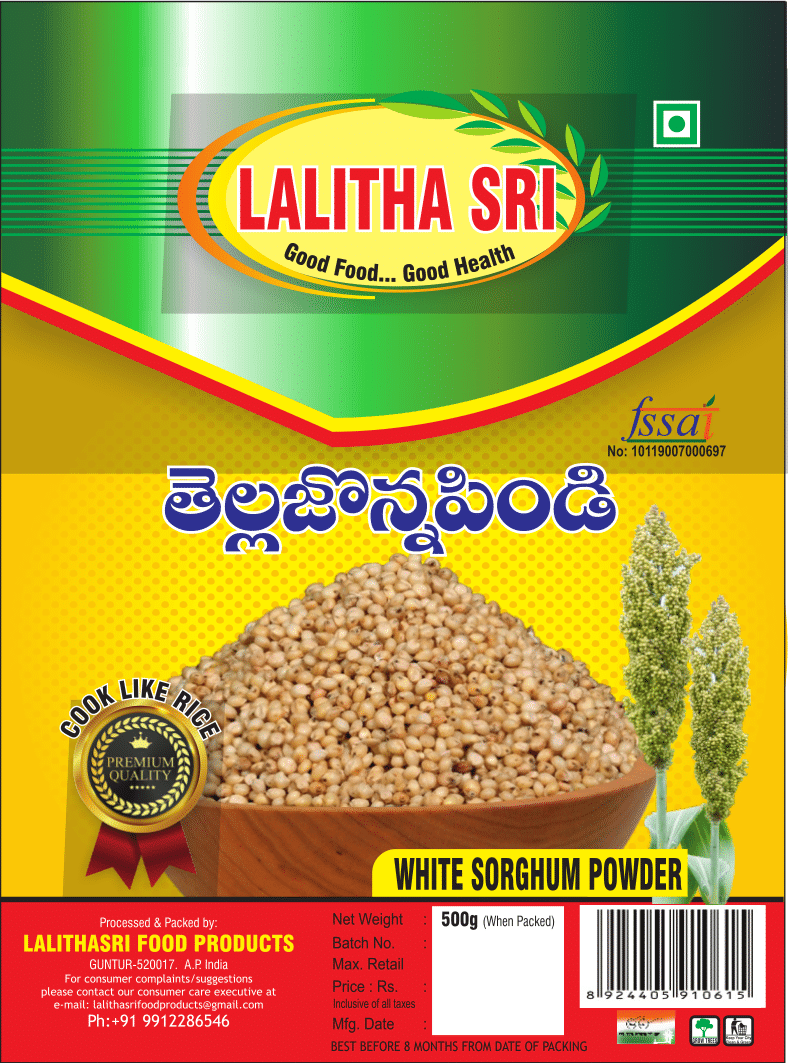 LALITHA SRI
Good Food... Good Health
fssai
No: 10119007000697
తెల్లజొన్నపిండి
COOK LIKE RICE
PREMIUM
QUALITY
WHITE SORGHUM POWDER
Processed & Packed by:
LALITHASRI FOOD PRODUCTS
GUNTUR-520017. A.P. India
For consumer complaints/suggestions
please contact our consumer care executive at
e-mail: lalithasrifoodproducts@gmail.com
Ph:+91 9912286546
Net Weight : 500g (When Packed)
Batch No. :
Max. Retail
Price : Rs. :
Inclusive of all taxes
Mfg. Date :
BEST BEFORE 8 MONTHS FROM DATE OF PACKING
8 924405 910615
GROW TREES